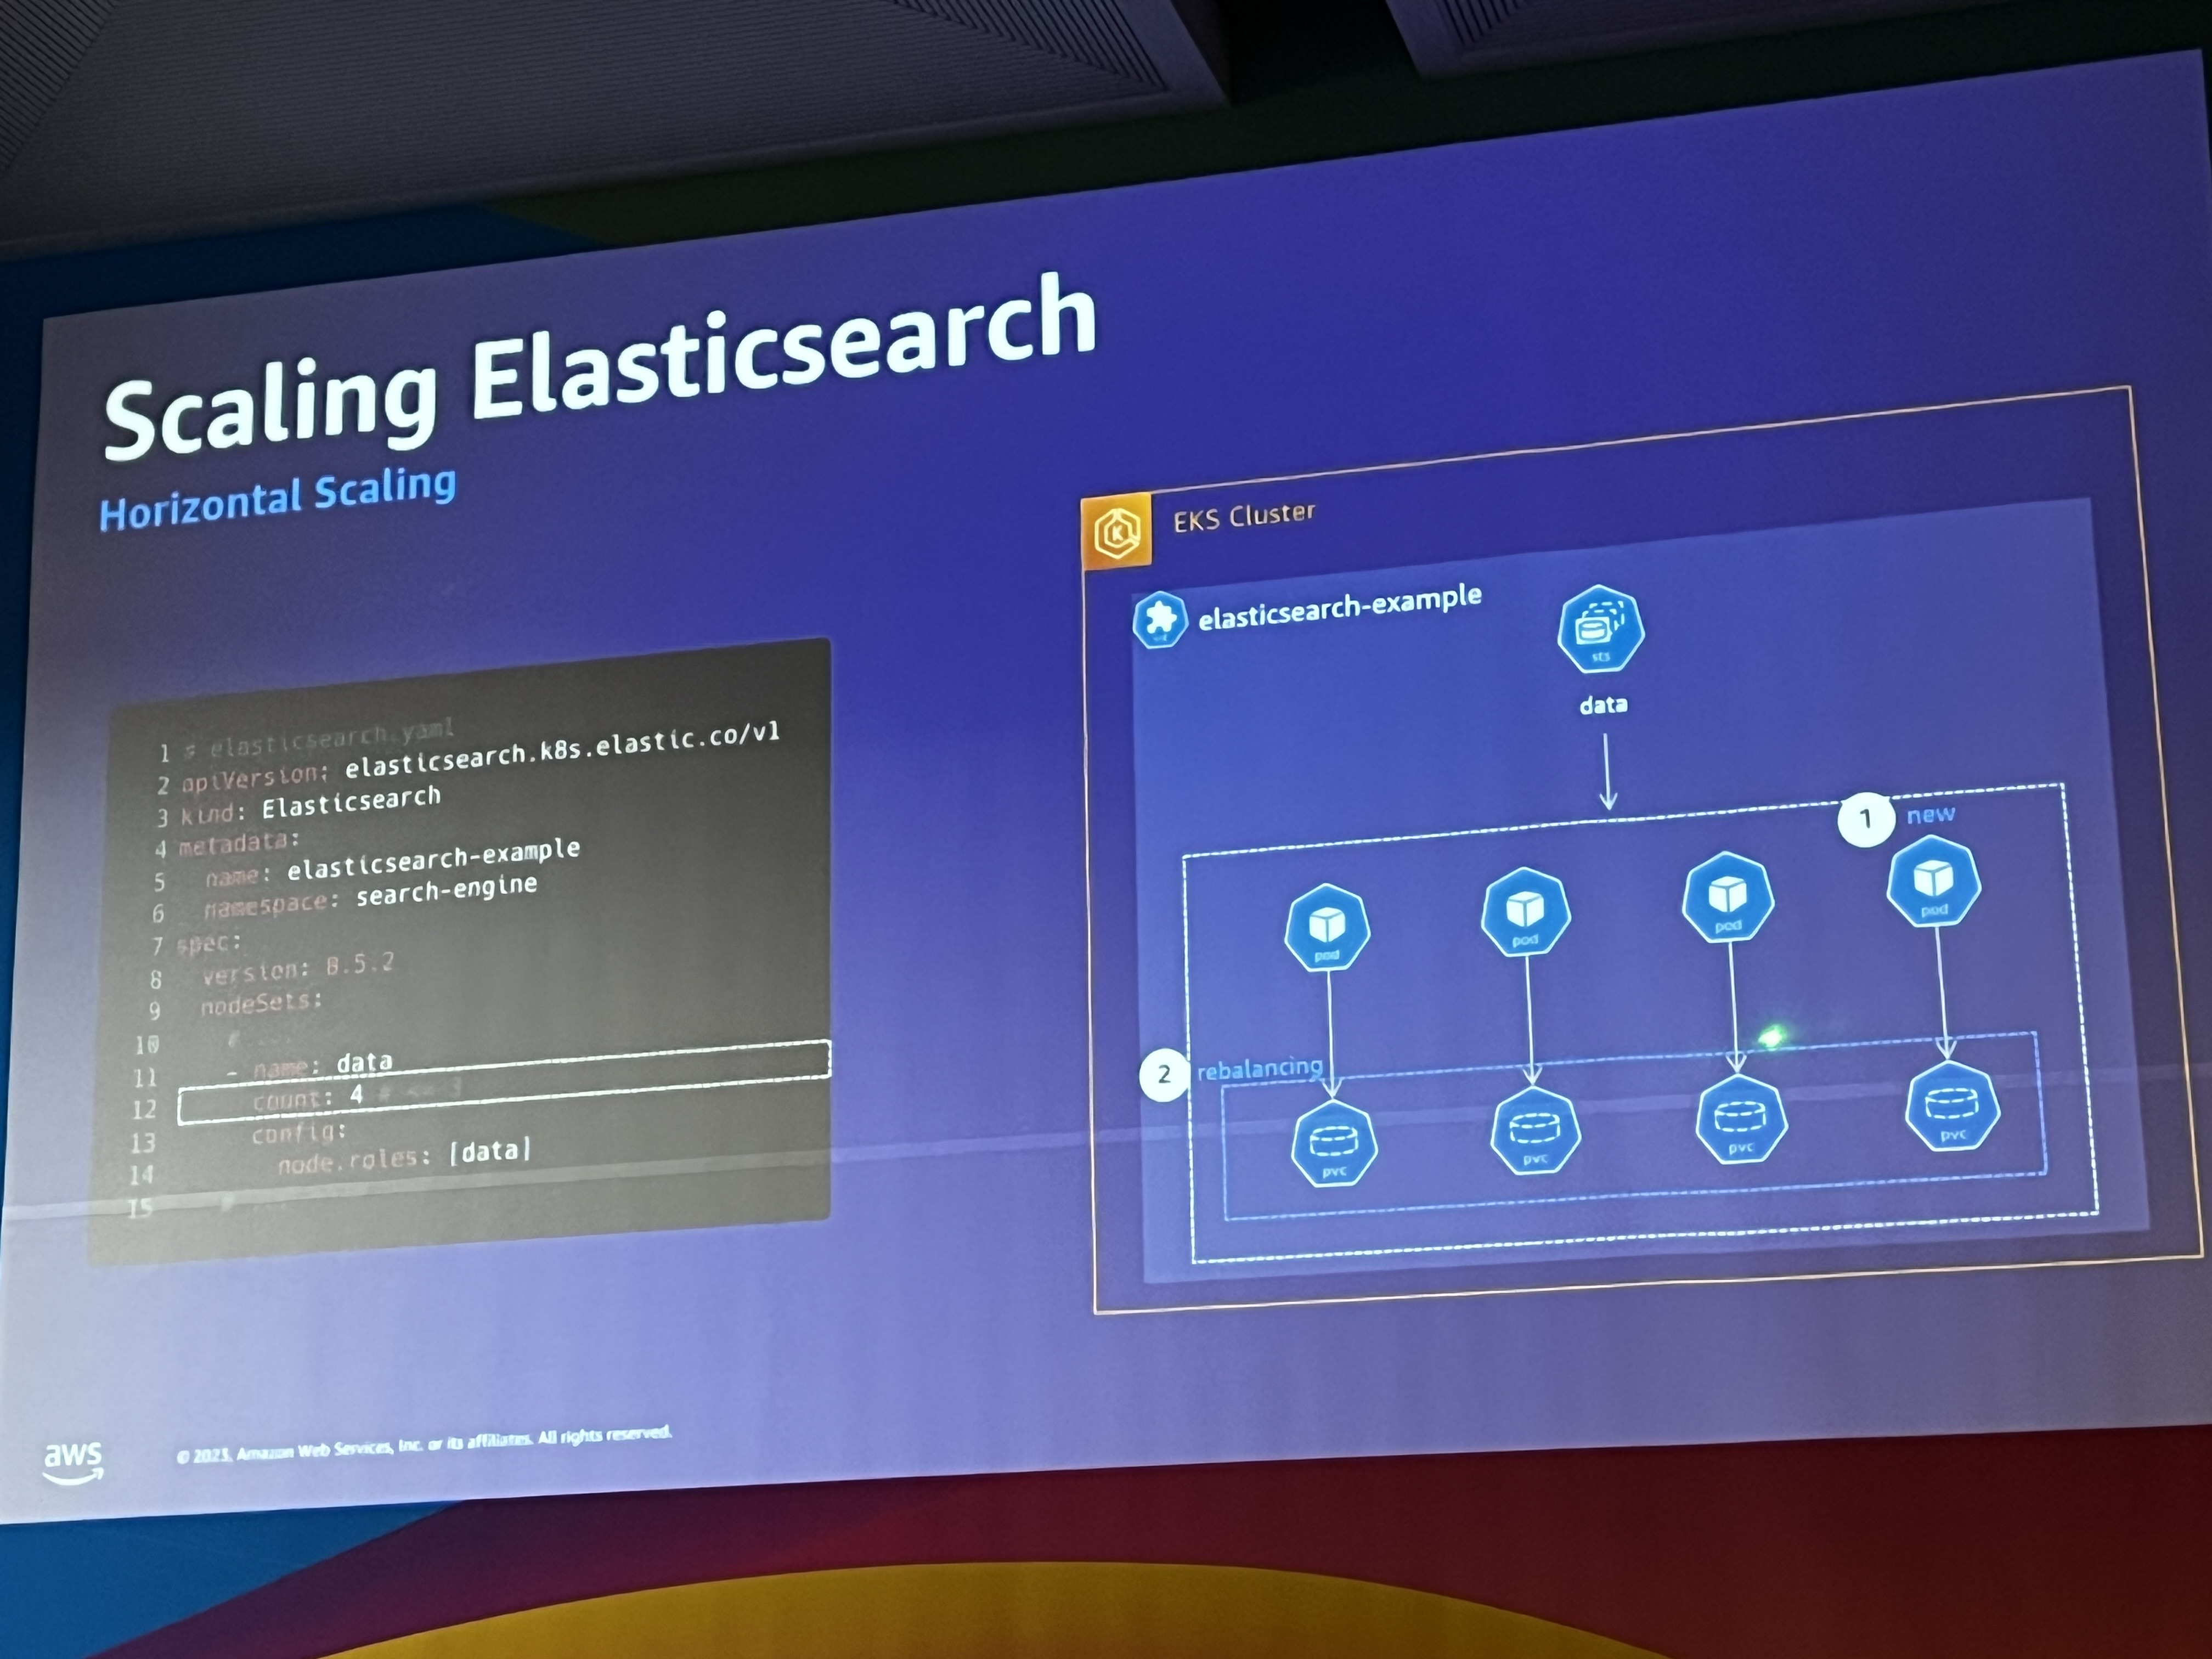 Scaling Elasticsearch
Horizontal Scaling
1 # elasticsearch.yaml
2 apiVersion: elasticsearch.k8s.elastic.co/v1
3 kind: Elasticsearch
4 metadata:
5 name: elasticsearch-example
6 namespace: search-engine
7 spec:
8 version: 8.5.2
9 nodeSets:
10 # ...
11 - name: data
12 count: 4 # <= 3
13 config:
14 node.roles: [data]
15 #
EKS Cluster
elasticsearch-example
sts
data
1 new
pod pod pod pod
2 rebalancing
pvc pvc pvc pvc
aws
© 2023, Amazon Web Services, Inc. or its affiliates. All rights reserved.